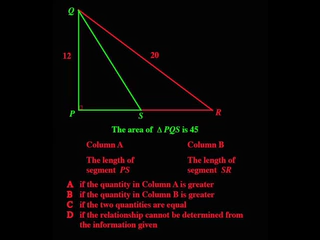 Q
12
20
P
S
R
The area of Δ PQS is 45
Column A Column B
The length of The length of
segment PS segment SR
A if the quantity in Column A is greater
B if the quantity in Column B is greater
C if the two quantities are equal
D if the relationship cannot be determined from
the information given